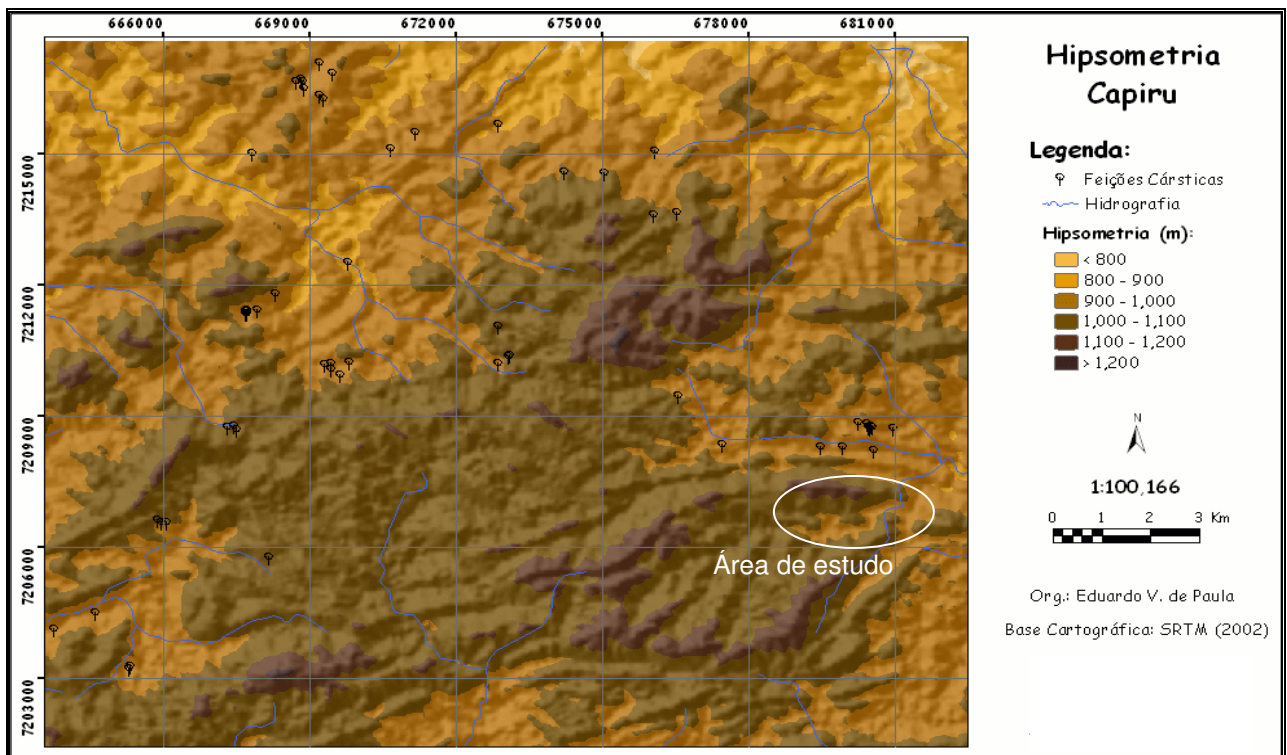 666000 669000 672000 675000 678000 681000
7215000
7212000
7209000
7206000
7203000
Área de estudo
Hipsometria
Capiru
Legenda:
Feições Cársticas
Hidrografia
Hipsometria (m):
< 800
800 - 900
900 - 1,000
1,000 - 1,100
1,100 - 1,200
> 1,200
N
1:100,166
0 1 2 3 Km
Org.: Eduardo V. de Paula
Base Cartográfica: SRTM (2002)